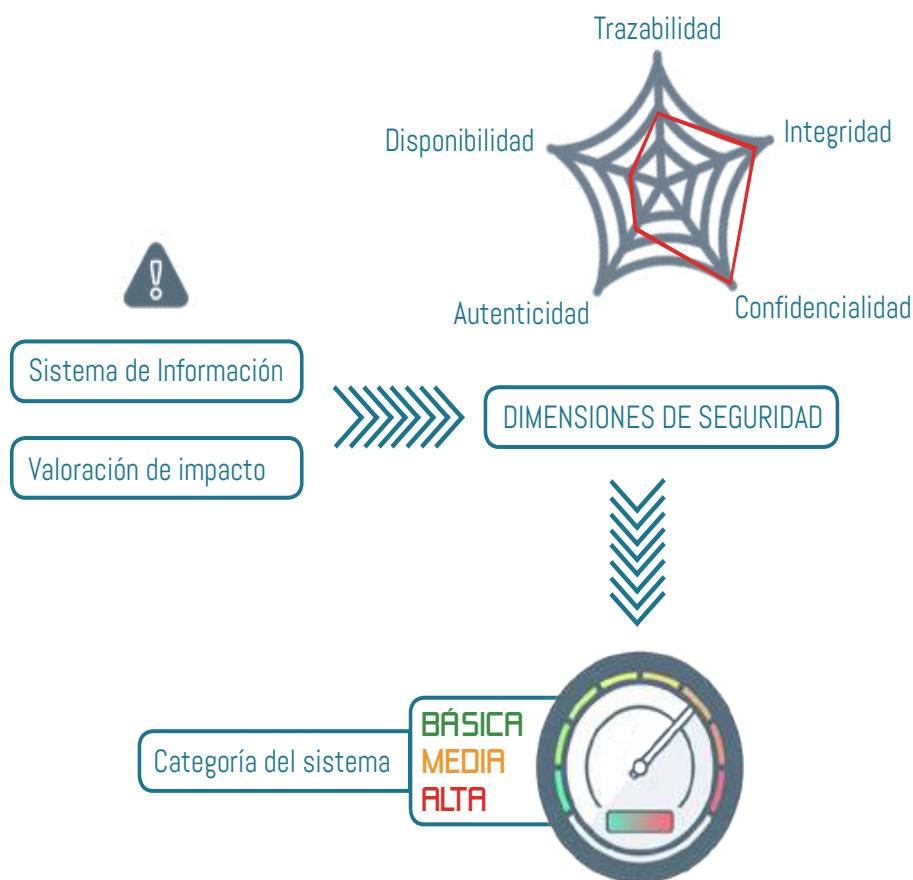 Trazabilidad
Disponibilidad
Integridad
Autenticidad
Confidencialidad
Sistema de Información
Valoración de impacto
DIMENSIONES DE SEGURIDAD
Categoría del sistema
BÁSICA
MEDIA
ALTA